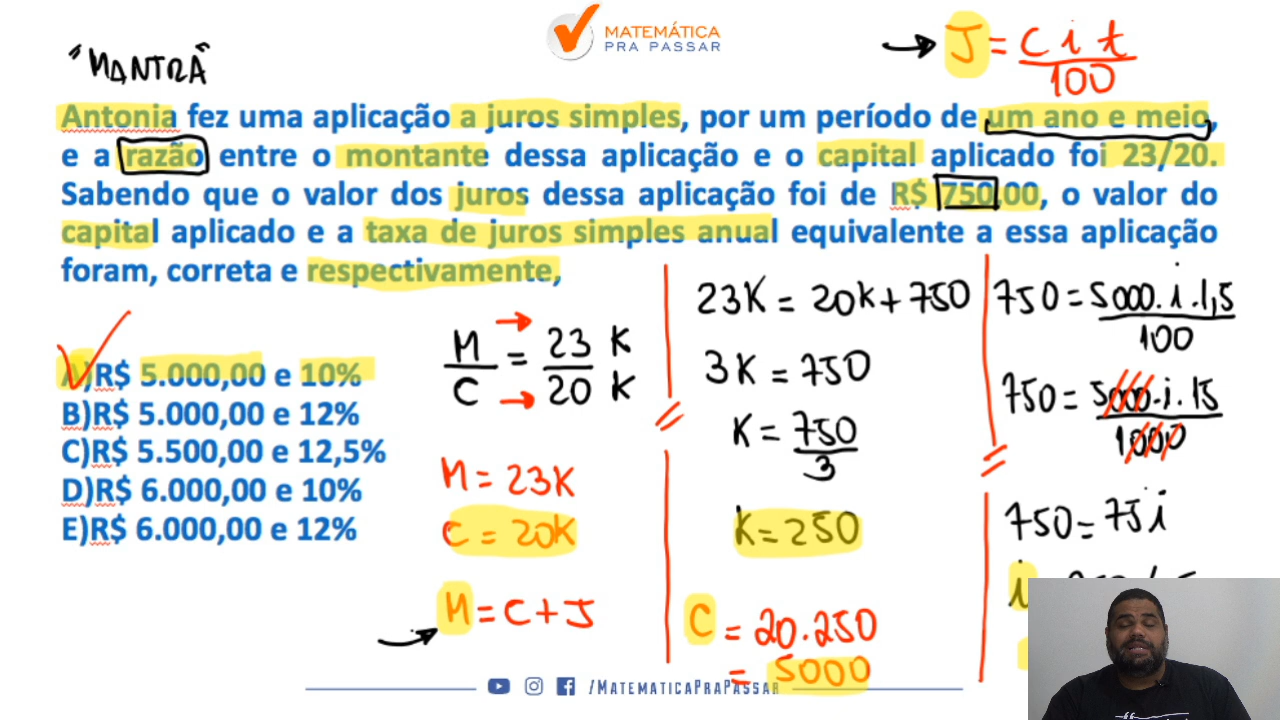 MATEMÁTICA
PRA PASSAR
"MANTRA"
→ J = C i t / 100
Antonia fez uma aplicação a juros simples, por um período de um ano e meio,
e a razão entre o montante dessa aplicação e o capital aplicado foi 23/20.
Sabendo que o valor dos juros dessa aplicação foi de R$ 750,00, o valor do
capital aplicado e a taxa de juros simples anual equivalente a essa aplicação
foram, correta e respectivamente,
A)R$ 5.000,00 e 10%
B)R$ 5.000,00 e 12%
C)R$ 5.500,00 e 12,5%
D)R$ 6.000,00 e 10%
E)R$ 6.000,00 e 12%
M / C = 23 K / 20 K
M = 23K
C = 20K
M = C + J
23K = 20K + 750
3K = 750
K = 750 / 3
K = 250
C = 20.250
= 5000
750 = 5000.i.1,5 / 100
750 = 5000.i.15 / 1000
750 = 75i
i
/MATEMATICAPRAPASSAR